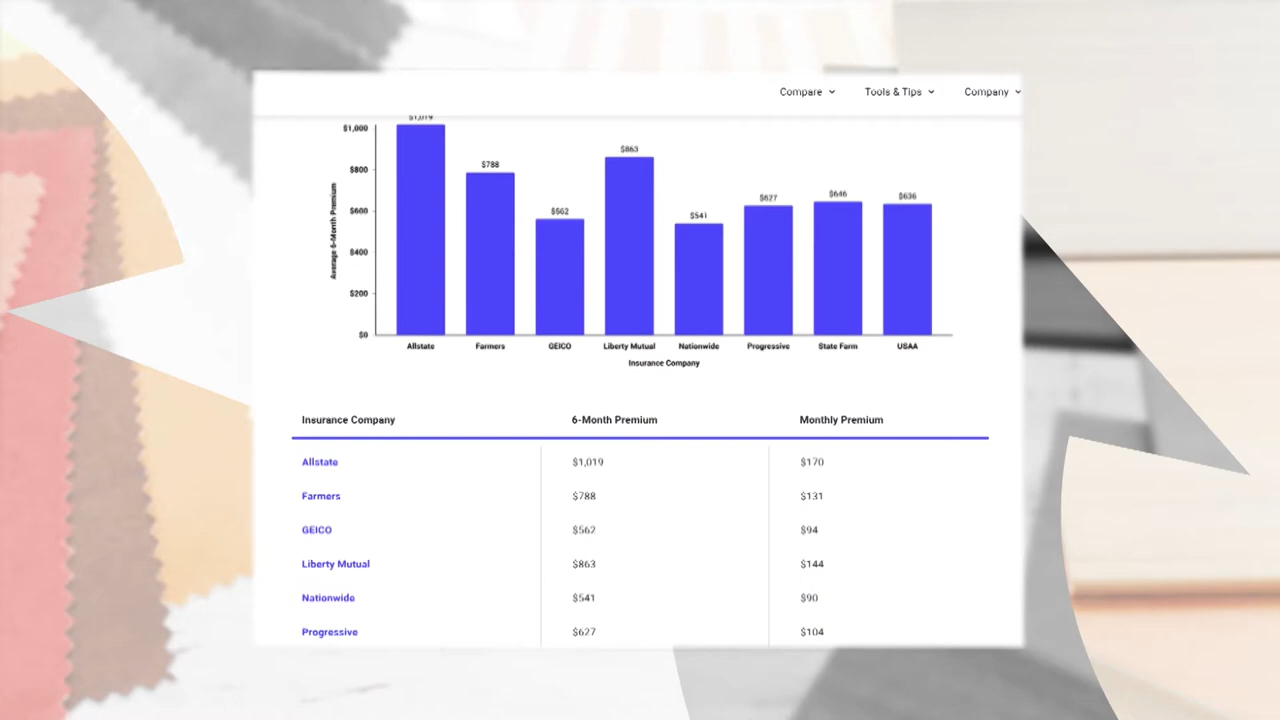 Compare Tools & Tips Company
$1,019
$1,000
$863
$788
$800
$646
$636
$627
$600
$562
$541
$400
$200
$0
Average 6-Month Premium
Allstate Farmers GEICO Liberty Mutual Nationwide Progressive State Farm USAA
Insurance Company
Insurance Company 6-Month Premium Monthly Premium
Allstate $1,019 $170
Farmers $788 $131
GEICO $562 $94
Liberty Mutual $863 $144
Nationwide $541 $90
Progressive $627 $104